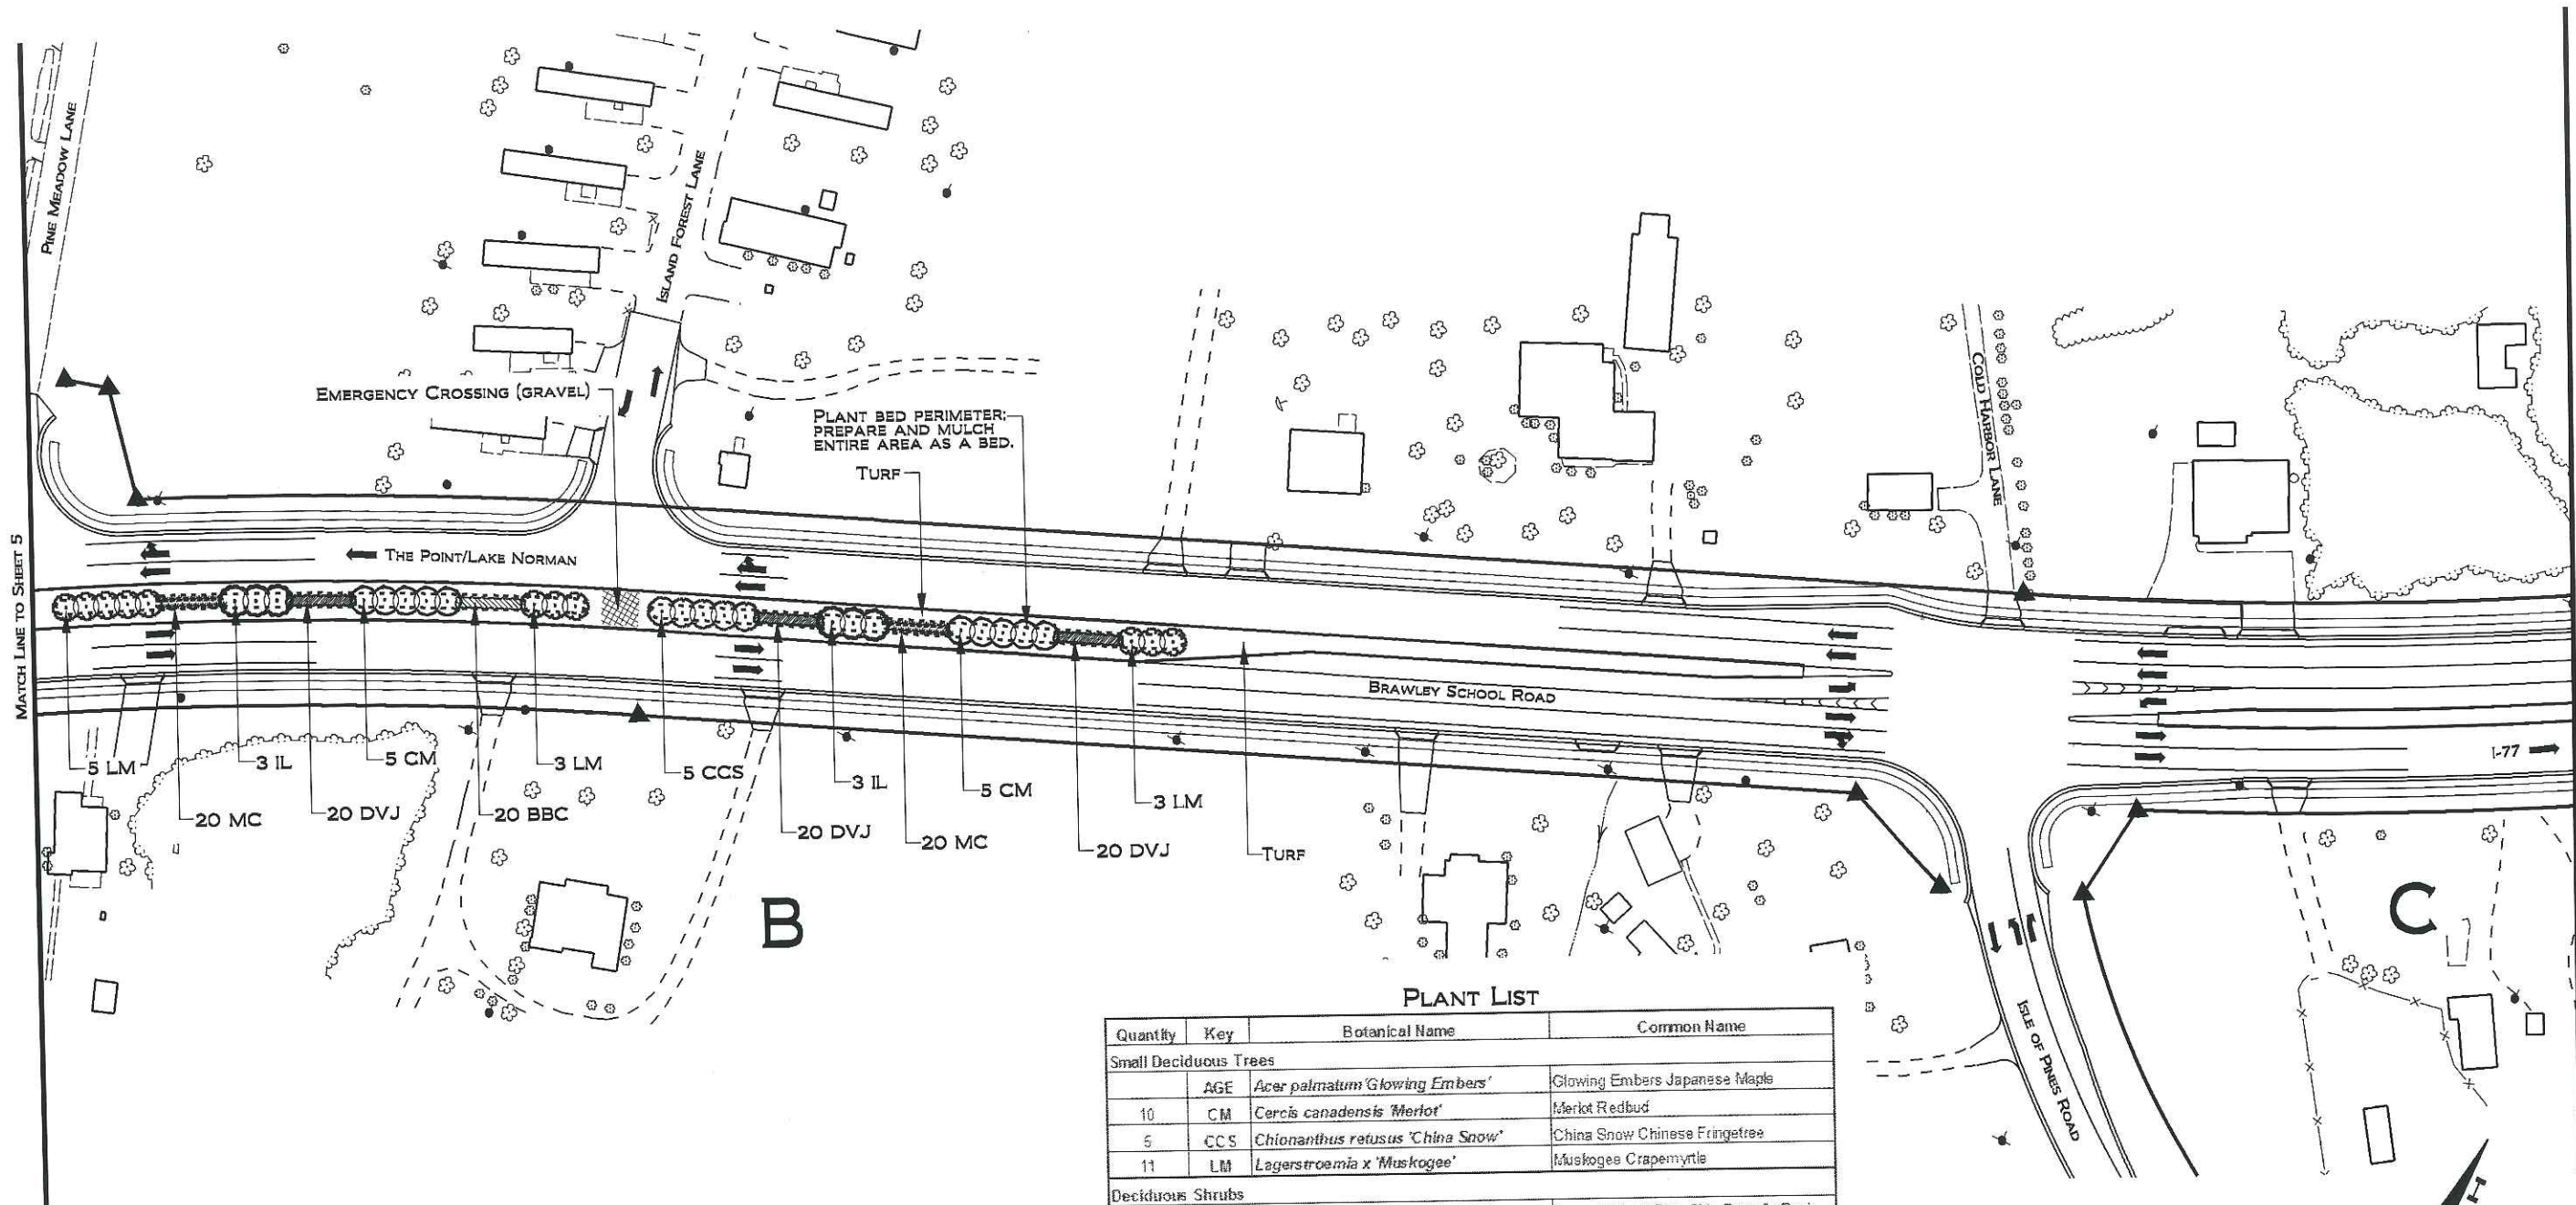 PINE MEADOW LANE
ISLAND FOREST LANE
EMERGENCY CROSSING (GRAVEL)
PLANT BED PERIMETER;
PREPARE AND MULCH
ENTIRE AREA AS A BED.
TURF
COLD HARBOR LANE
MATCH LINE TO SHEET 5
THE POINT/LAKE NORMAN
BRAWLEY SCHOOL ROAD
I-77
5 LM
20 MC
3 IL
20 DVJ
5 CM
20 BBC
3 LM
5 CCS
20 DVJ
3 IL
20 MC
5 CM
20 DVJ
3 LM
TURF
B
C
ISLE OF PINES ROAD
PLANT LIST
Quantity Key Botanical Name Common Name
Small Deciduous Trees
AGE Acer palmatum 'Glowing Embers' Glowing Embers Japanese Maple
10 CM Cercis canadensis 'Merlot' Merlot Redbud
5 CCS Chionanthus retusus 'China Snow' China Snow Chinese Fringetree
11 LM Lagerstroemia x 'Muskogee' Muskogee Crapemyrtle
Deciduous Shrubs